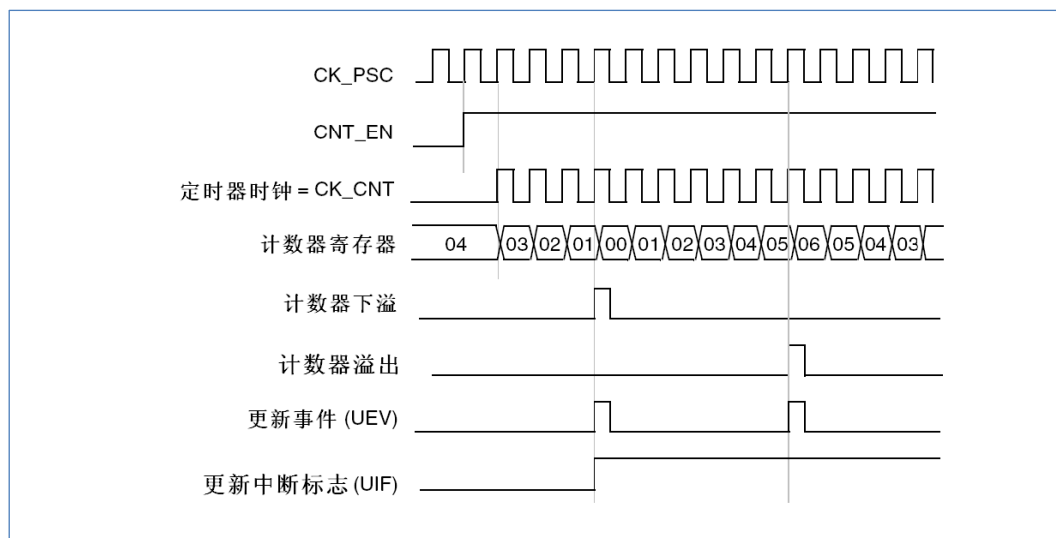 CK_PSC
CNT_EN
定时器时钟 = CK_CNT
计数器寄存器 04 03 02 01 00 01 02 03 04 05 06 05 04 03
计数器下溢
计数器溢出
更新事件 (UEV)
更新中断标志 (UIF)